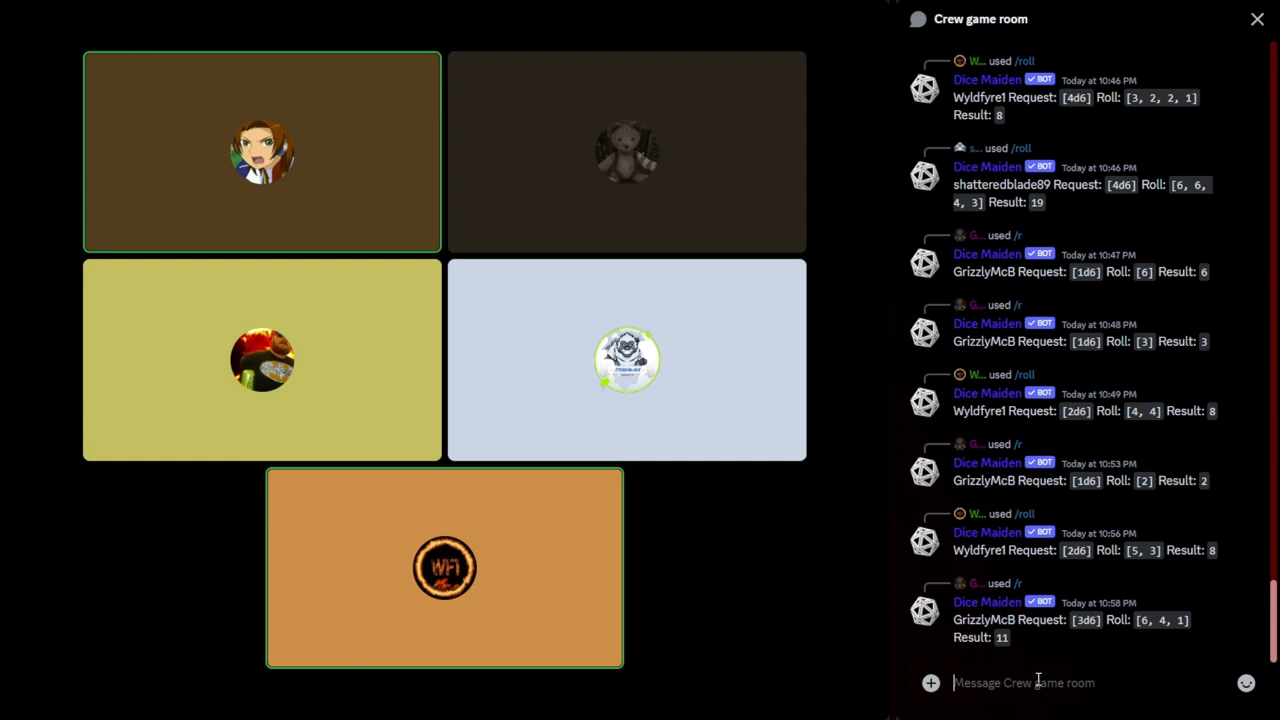 Crew game room
W... used /roll
Dice Maiden BOT Today at 10:46 PM
Wyldfyre1 Request: [4d6] Roll: [3, 2, 2, 1]
Result: 8
s... used /roll
Dice Maiden BOT Today at 10:46 PM
shatteredblade89 Request: [4d6] Roll: [6, 6,
4, 3] Result: 19
G... used /r
Dice Maiden BOT Today at 10:47 PM
GrizzlyMcB Request: [1d6] Roll: [6] Result: 6
G... used /r
Dice Maiden BOT Today at 10:48 PM
GrizzlyMcB Request: [1d6] Roll: [3] Result: 3
W... used /roll
Dice Maiden BOT Today at 10:49 PM
Wyldfyre1 Request: [2d6] Roll: [4, 4] Result: 8
G... used /r
Dice Maiden BOT Today at 10:53 PM
GrizzlyMcB Request: [1d6] Roll: [2] Result: 2
W... used /roll
Dice Maiden BOT Today at 10:56 PM
Wyldfyre1 Request: [2d6] Roll: [5, 3] Result: 8
G... used /r
Dice Maiden BOT Today at 10:58 PM
GrizzlyMcB Request: [3d6] Roll: [6, 4, 1]
Result: 11
Message Crew game room
WF1